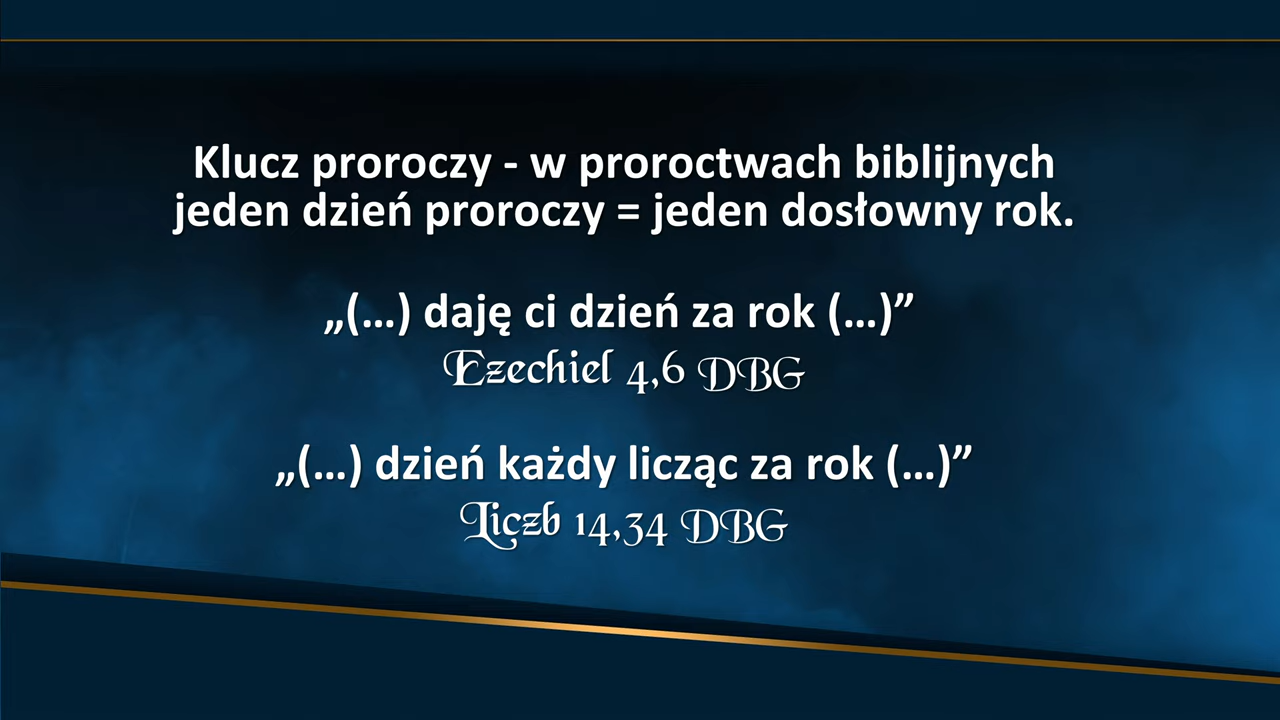 Klucz proroczy - w proroctwach biblijnych
jeden dzień proroczy = jeden dosłowny rok.
„(...) daję ci dzień za rok (...)”
Ezechiel 4,6 DBG
„(...) dzień każdy licząc za rok (...)”
Liczb 14,34 DBG